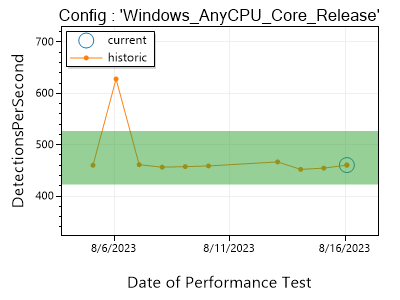 Config : 'Windows_AnyCPU_Core_Release'
current
historic
DetectionsPerSecond
700
600
500
400
8/6/2023
8/11/2023
8/16/2023
Date of Performance Test